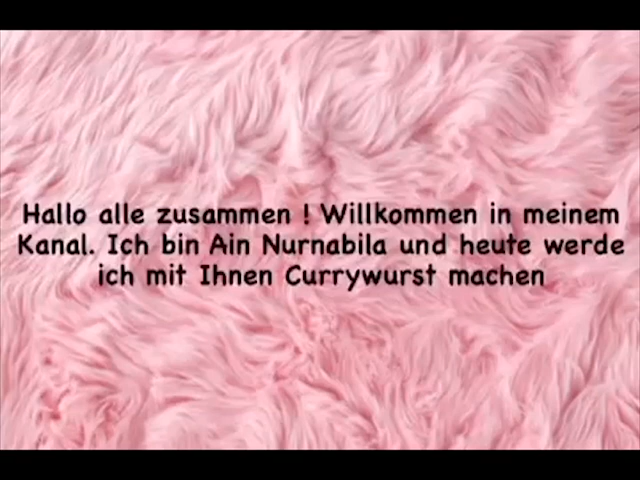 Hallo alle zusammen ! Willkommen in meinem
Kanal. Ich bin Ain Nurnabila und heute werde
ich mit Ihnen Currywurst machen